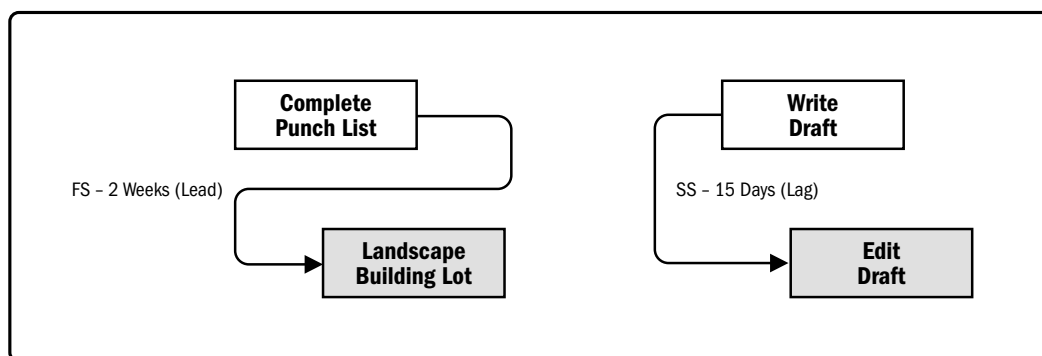 Complete
Punch List
FS – 2 Weeks (Lead)
Landscape
Building Lot
Write
Draft
SS – 15 Days (Lag)
Edit
Draft